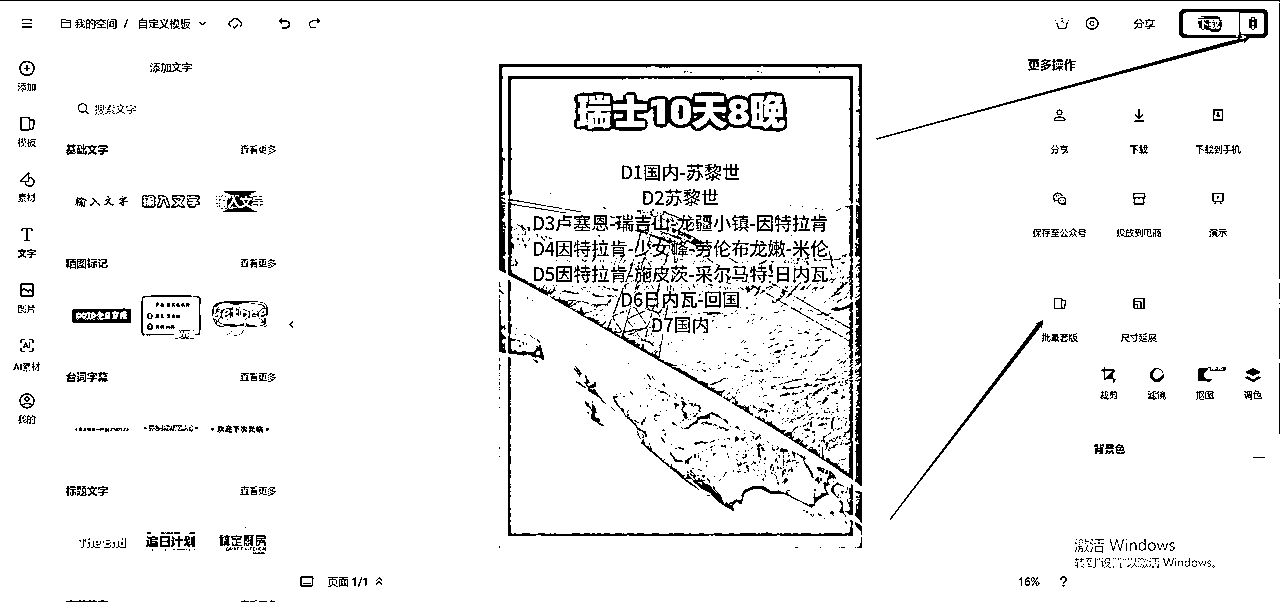 我的空间 / 自定义模板
分享
下载
添加文字
更多操作
添加
搜索文字
模板
基础文字 查看更多
素材
输入文字 输入文字 输入文字
文字
晒图标记 查看更多
图片
AI素材
我的
台词字幕 查看更多
标题文字 查看更多
The End 追日计划
查看更多
瑞士10天8晚
D1国内-苏黎世
D2苏黎世
D3卢塞恩-瑞吉山-龙疆小镇-因特拉肯
D4因特拉肯-少女峰-劳伦布龙嫩-米伦
D5因特拉肯-施皮茨-采尔马特-日内瓦
D6日内瓦-回国
D7国内
分享 下载 下载到手机
保存至公众号 投放到电商 演示
批量套版 尺寸延展
裁剪 滤镜 抠图 调色
背景色
激活 Windows
转到"设置"以激活 Windows。
页面 1/1
16% ?